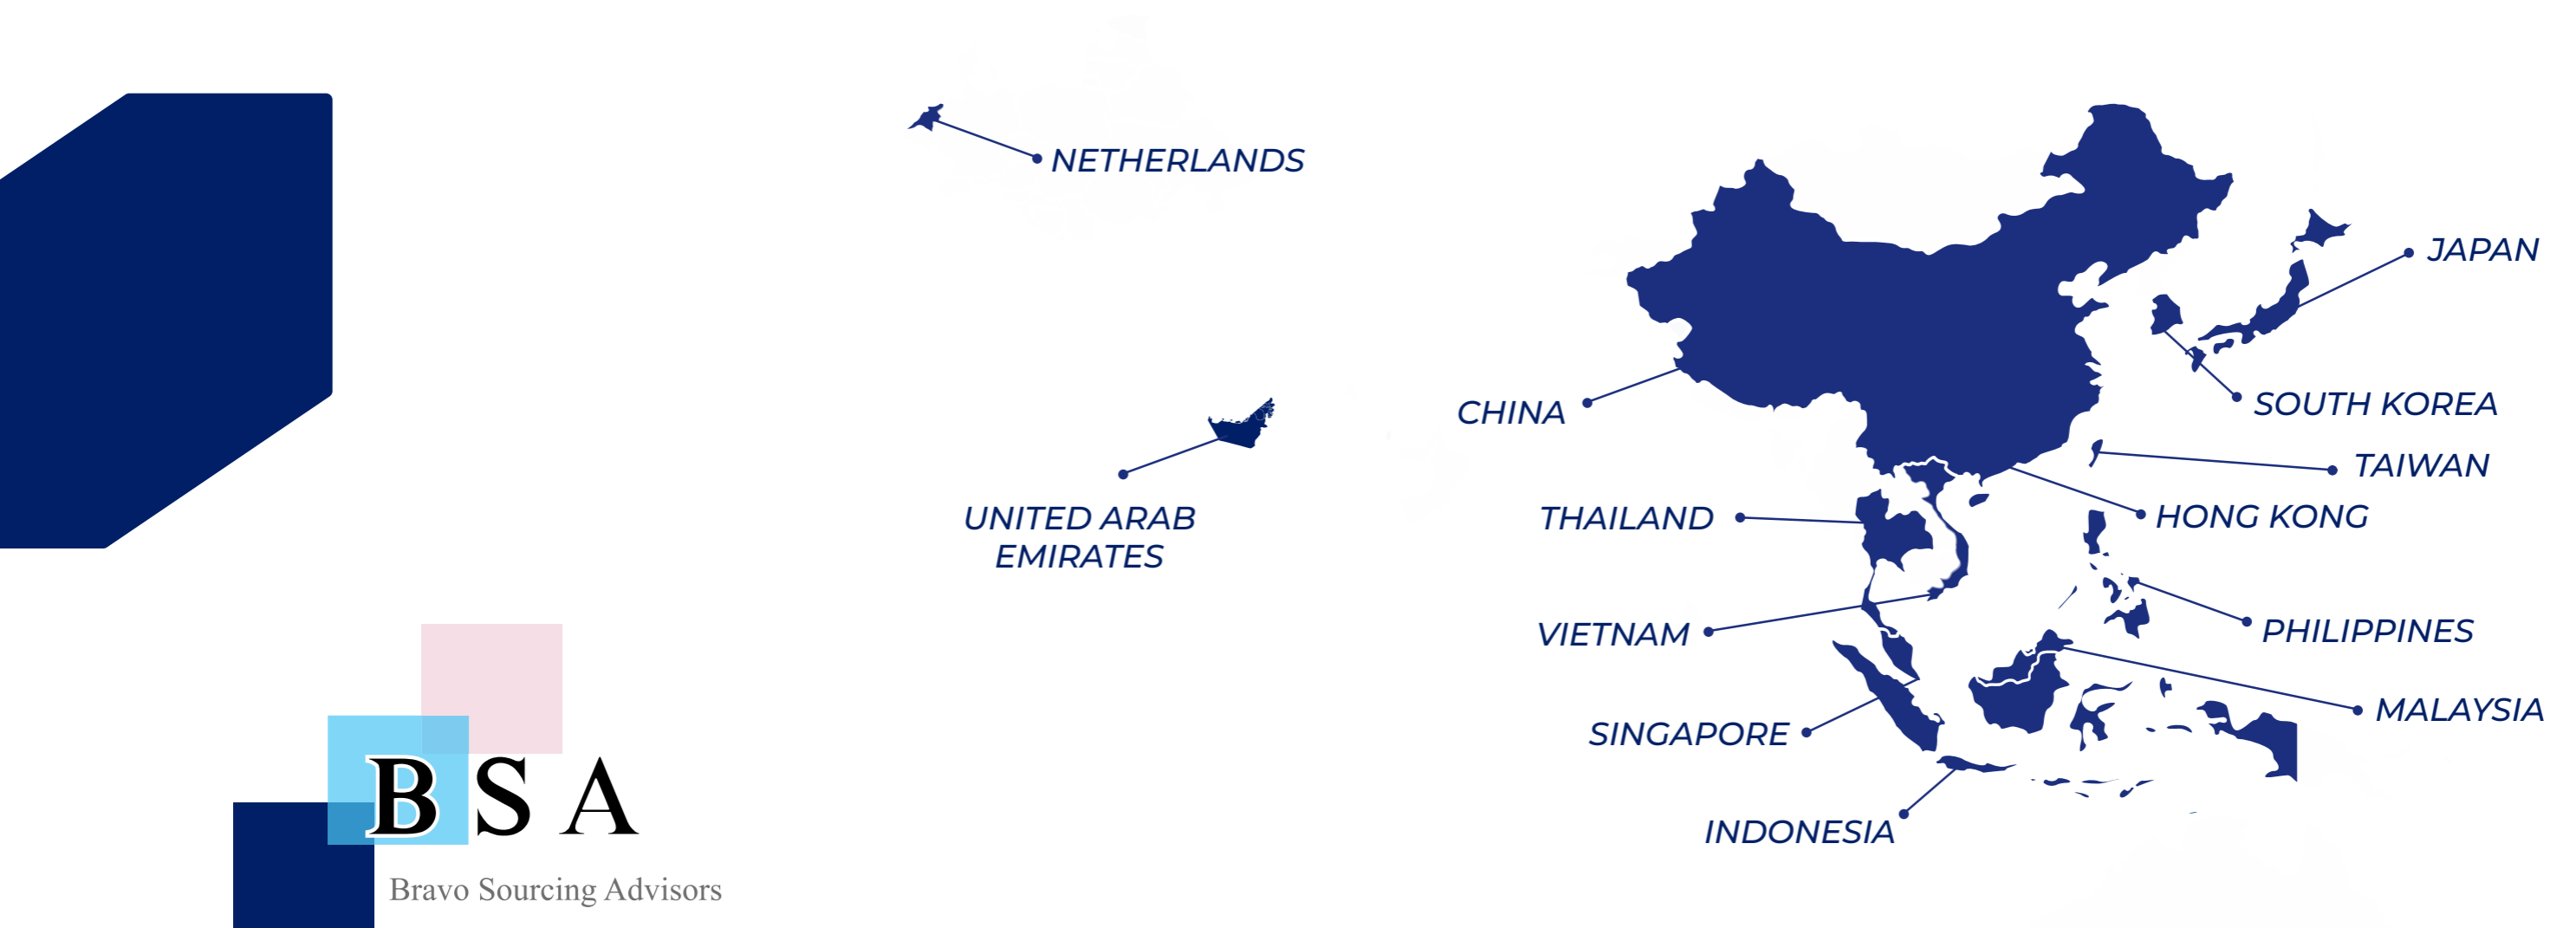 NETHERLANDS
JAPAN
CHINA
SOUTH KOREA
TAIWAN
THAILAND
HONG KONG
UNITED ARAB
EMIRATES
VIETNAM
PHILIPPINES
MALAYSIA
SINGAPORE
INDONESIA
BSA
Bravo Sourcing Advisors